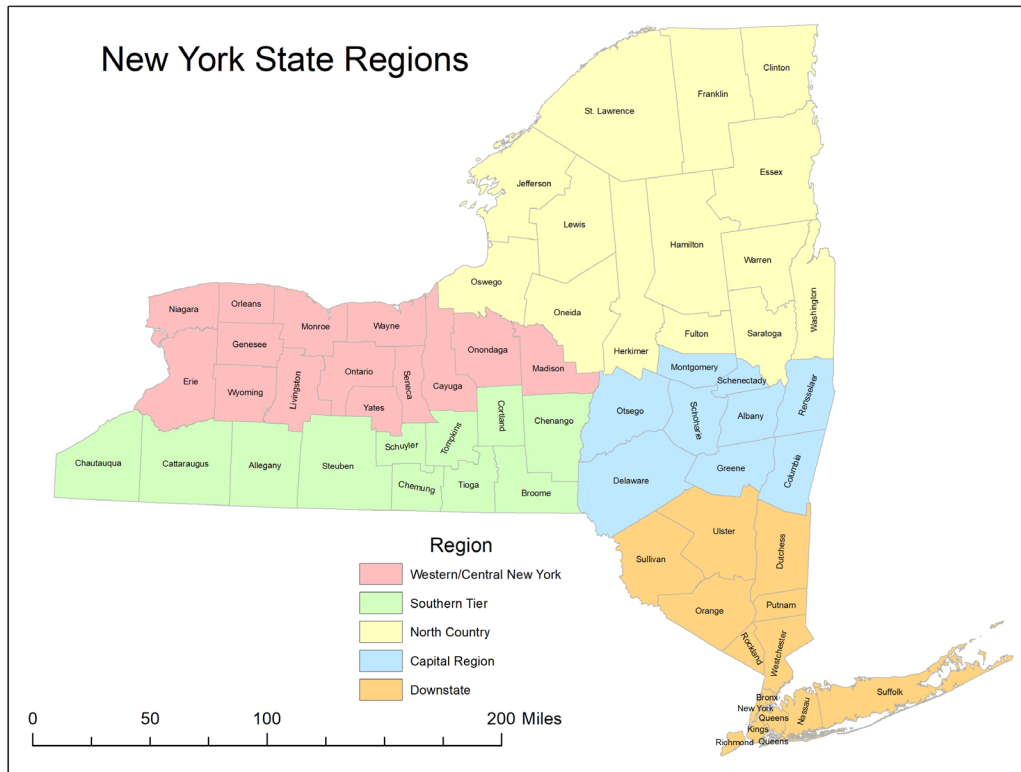 New York State Regions
Clinton
Franklin
St. Lawrence
Essex
Jefferson
Lewis
Hamilton
Warren
Oswego
Washington
Oneida
Fulton
Saratoga
Herkimer
Niagara
Orleans
Monroe
Wayne
Genesee
Onondaga
Madison
Erie
Wyoming
Livingston
Ontario
Yates
Seneca
Cayuga
Montgomery
Schenectady
Rensselaer
Otsego
Schoharie
Albany
Greene
Columbia
Delaware
Cortland
Chenango
Tompkins
Schuyler
Chautauqua
Cattaraugus
Allegany
Steuben
Chemung
Tioga
Broome
Ulster
Sullivan
Dutchess
Orange
Putnam
Rockland
Westchester
Bronx
New York
Queens
Nassau
Suffolk
Kings
Richmond
Queens
Region
Western/Central New York
Southern Tier
North Country
Capital Region
Downstate
0 50 100 200 Miles